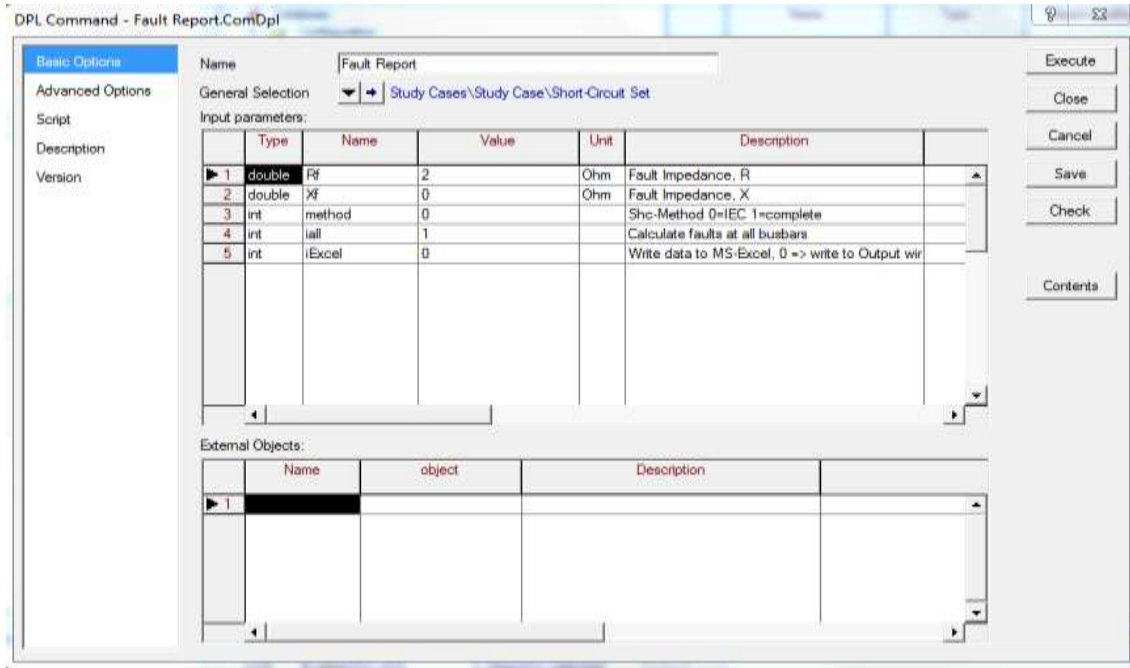 DPL Command - Fault Report.ComDpl
Basic Options
Advanced Options
Script
Description
Version
Name Fault Report
General Selection Study Cases\Study Case\Short-Circuit Set
Input parameters:
Type Name Value Unit Description
1 double Rf 2 Ohm Fault Impedance, R
2 double Xf 0 Ohm Fault Impedance, X
3 int method 0 Shc-Method 0=IEC 1=complete
4 int iall 1 Calculate faults at all busbars
5 int iExcel 0 Write data to MS-Excel, 0 => write to Output wir
External Objects:
Name object Description
1
Execute
Close
Cancel
Save
Check
Contents